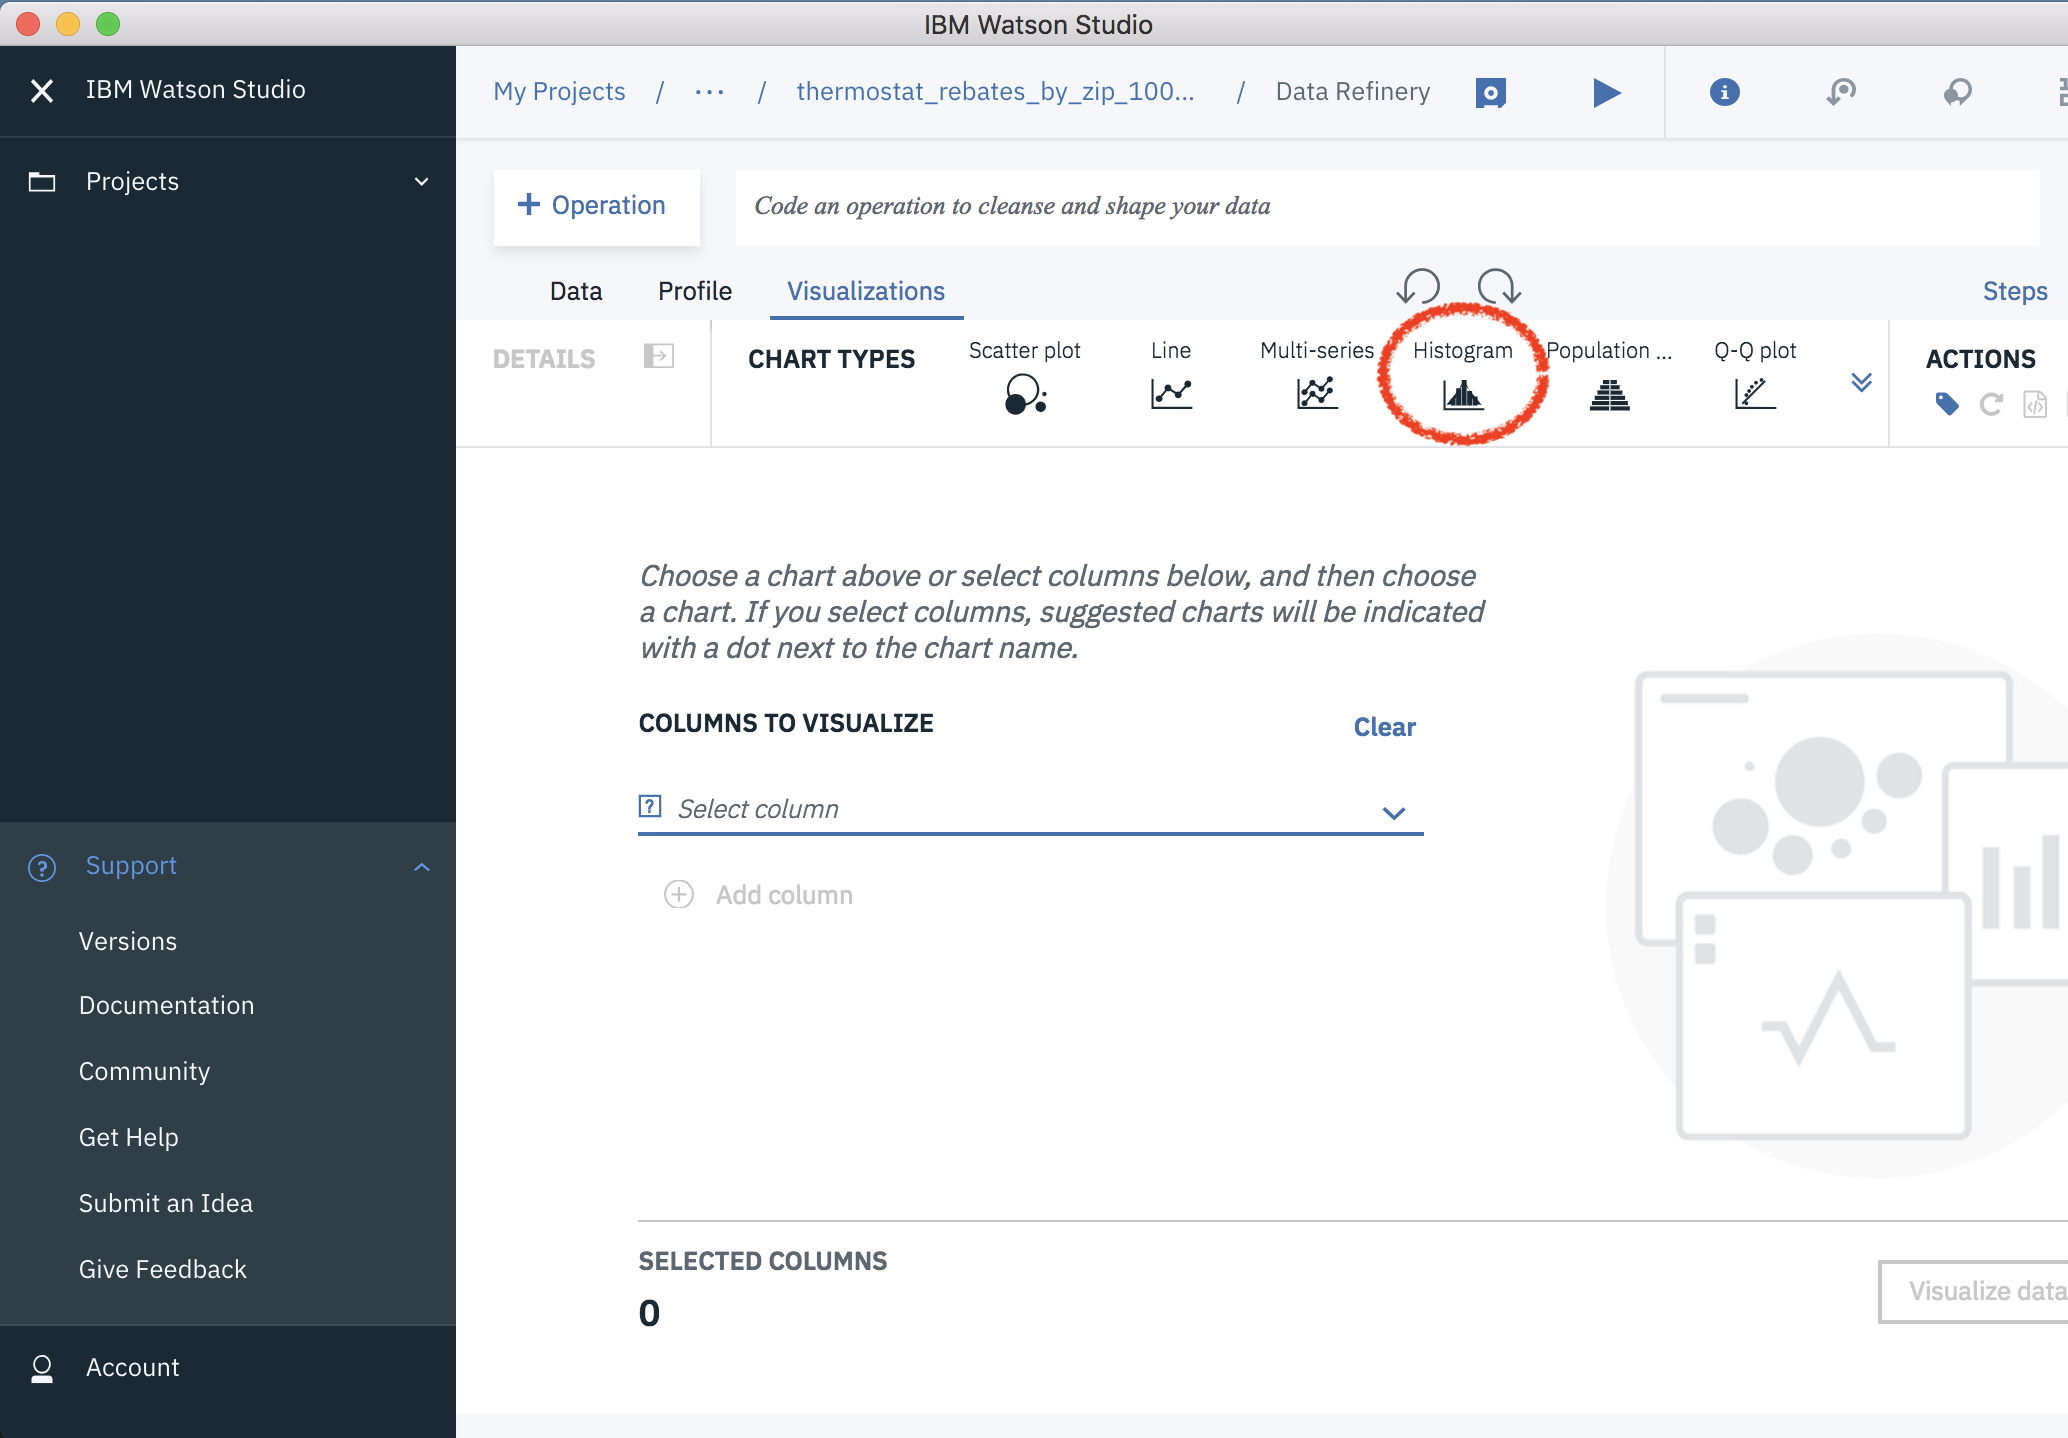 IBM Watson Studio
IBM Watson Studio
My Projects / ... / thermostat_rebates_by_zip_100... / Data Refinery
Projects
+ Operation
Code an operation to cleanse and shape your data
Data Profile Visualizations
Steps
DETAILS
CHART TYPES
Scatter plot
Line
Multi-series
Histogram
Population ...
Q-Q plot
ACTIONS
Choose a chart above or select columns below, and then choose
a chart. If you select columns, suggested charts will be indicated
with a dot next to the chart name.
COLUMNS TO VISUALIZE
Clear
Select column
Add column
Support
Versions
Documentation
Community
Get Help
Submit an Idea
Give Feedback
SELECTED COLUMNS
0
Visualize data
Account